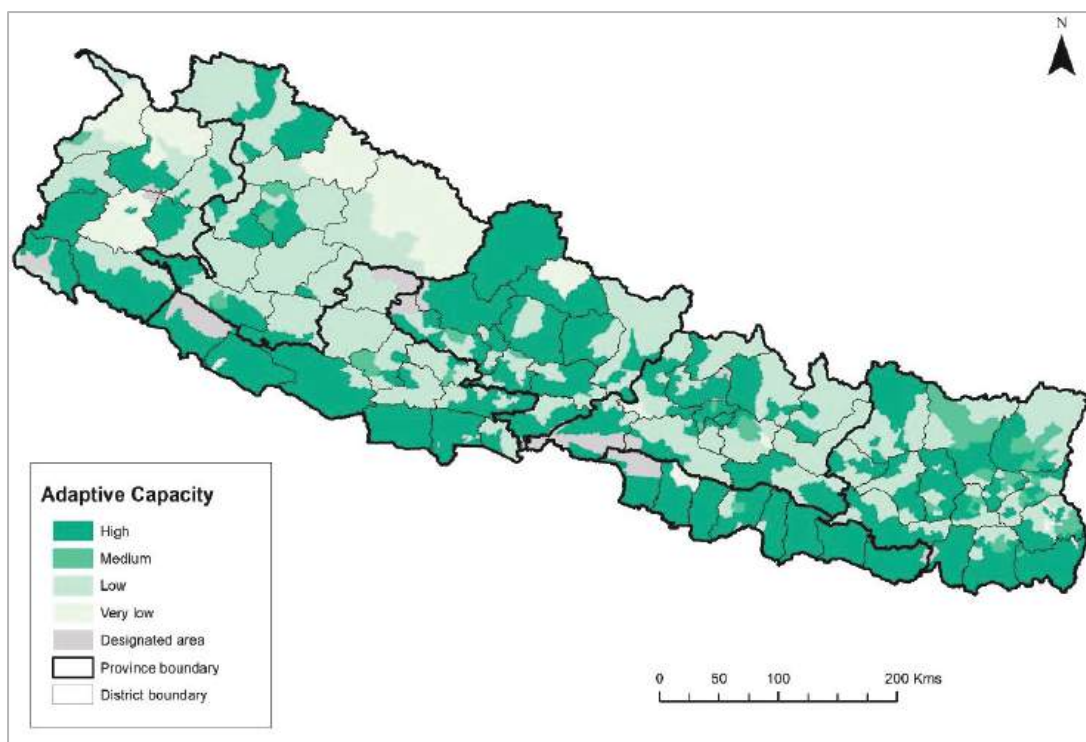 N
Adaptive Capacity
High
Medium
Low
Very low
Designated area
Province boundary
District boundary
0 50 100 200 Kms